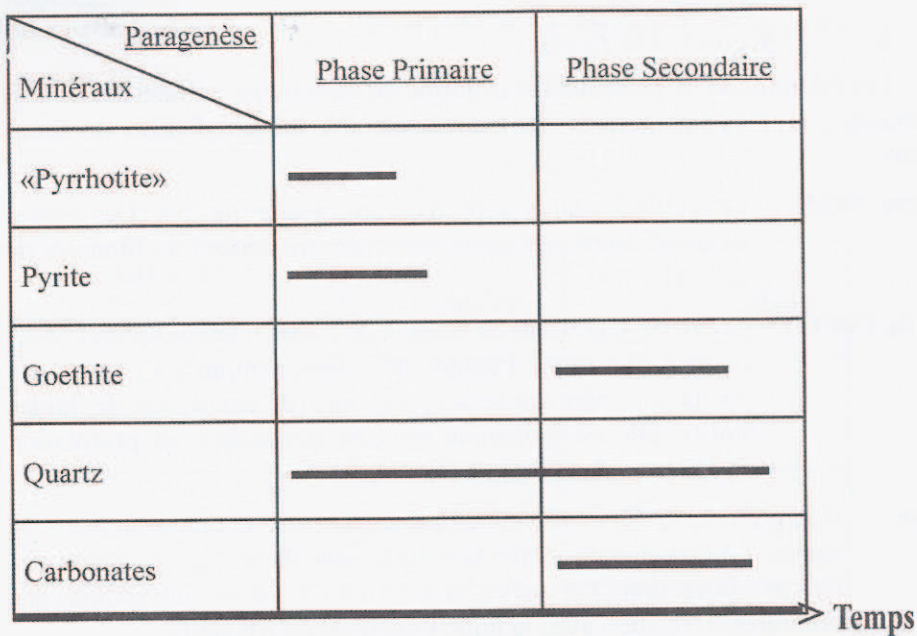 Paragenèse
Minéraux
Phase Primaire
Phase Secondaire
«Pyrrhotite»
Pyrite
Goethite
Quartz
Carbonates
Temps